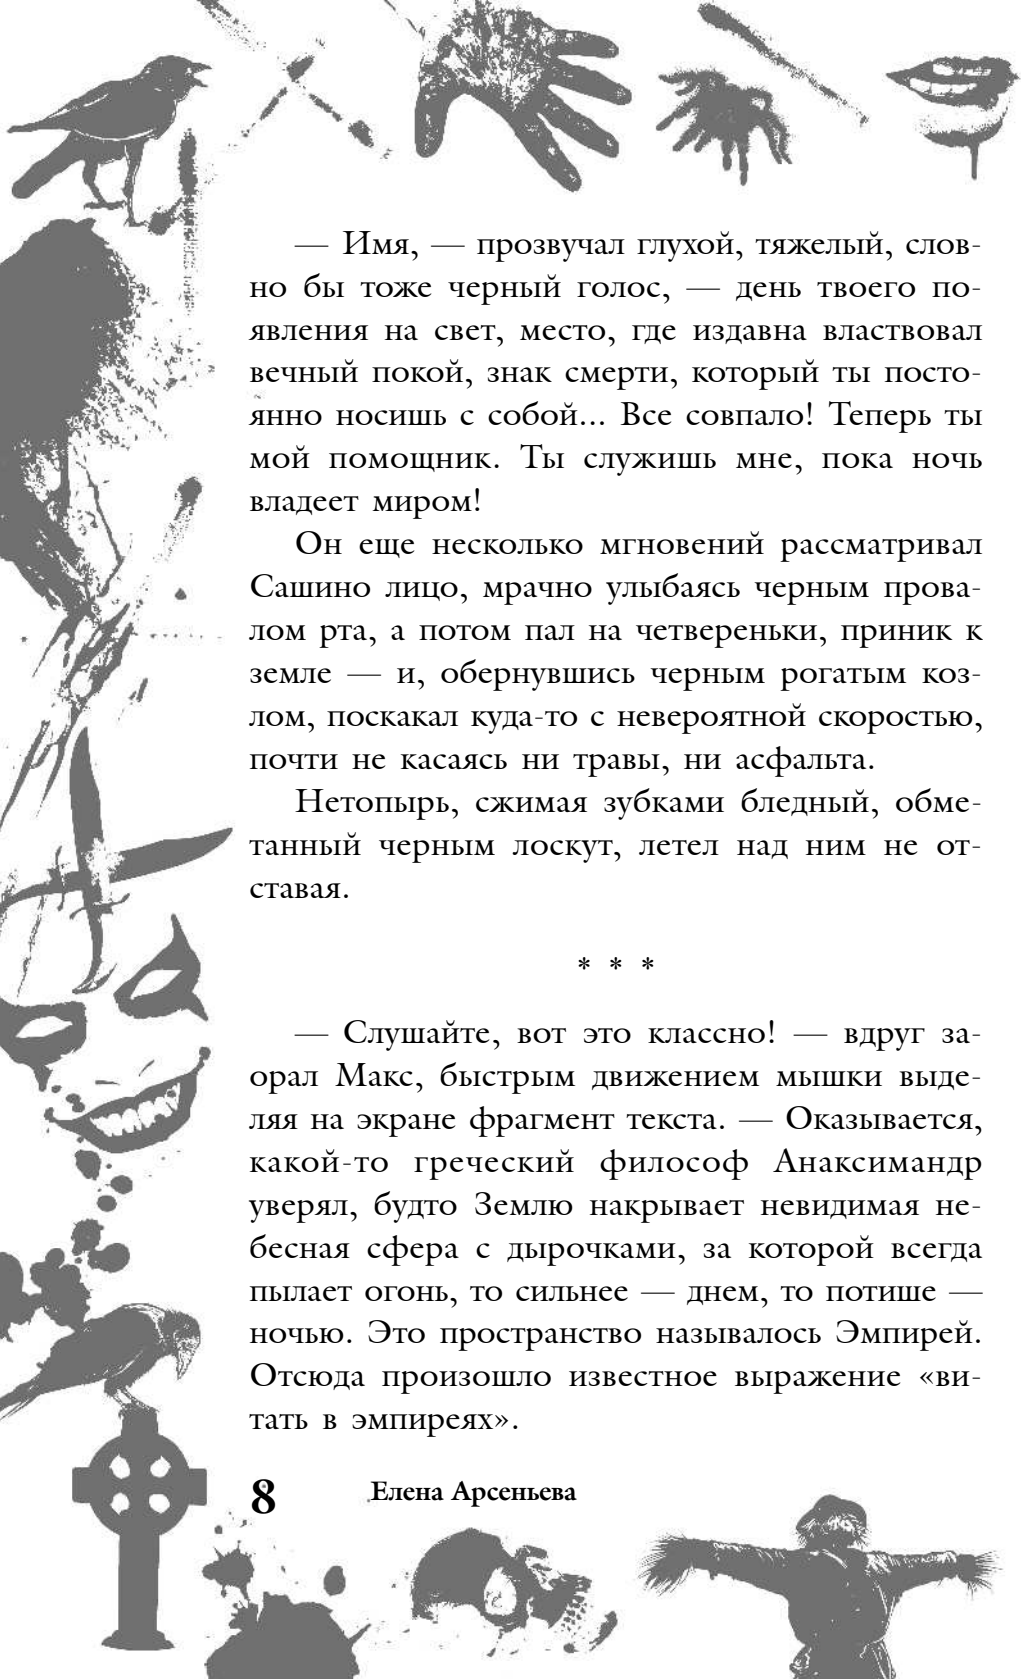 — Имя, — прозвучал глухой, тяжелый, слов-
но бы тоже черный голос, — день твоего по-
явления на свет, место, где издавна властвовал
вечный покой, знак смерти, который ты посто-
янно носишь с собой... Все совпало! Теперь ты
мой помощник. Ты служишь мне, пока ночь
владеет миром!
Он еще несколько мгновений рассматривал
Сашино лицо, мрачно улыбаясь черным прова-
лом рта, а потом пал на четвереньки, приник к
земле — и, обернувшись черным рогатым коз-
лом, поскакал куда-то с невероятной скоростью,
почти не касаясь ни травы, ни асфальта.
Нетопырь, сжимая зубками бледный, обме-
танный черным лоскут, летел над ним не от-
ставая.
* * *
— Слушайте, вот это классно! — вдруг за-
орал Макс, быстрым движением мышки выде-
ляя на экране фрагмент текста. — Оказывается,
какой-то греческий философ Анаксимандр
уверял, будто Землю накрывает невидимая не-
бесная сфера с дырочками, за которой всегда
пылает огонь, то сильнее — днем, то потише —
ночью. Это пространство называлось Эмпирей.
Отсюда произошло известное выражение «ви-
тать в эмпиреях».
8 Елена Арсеньева